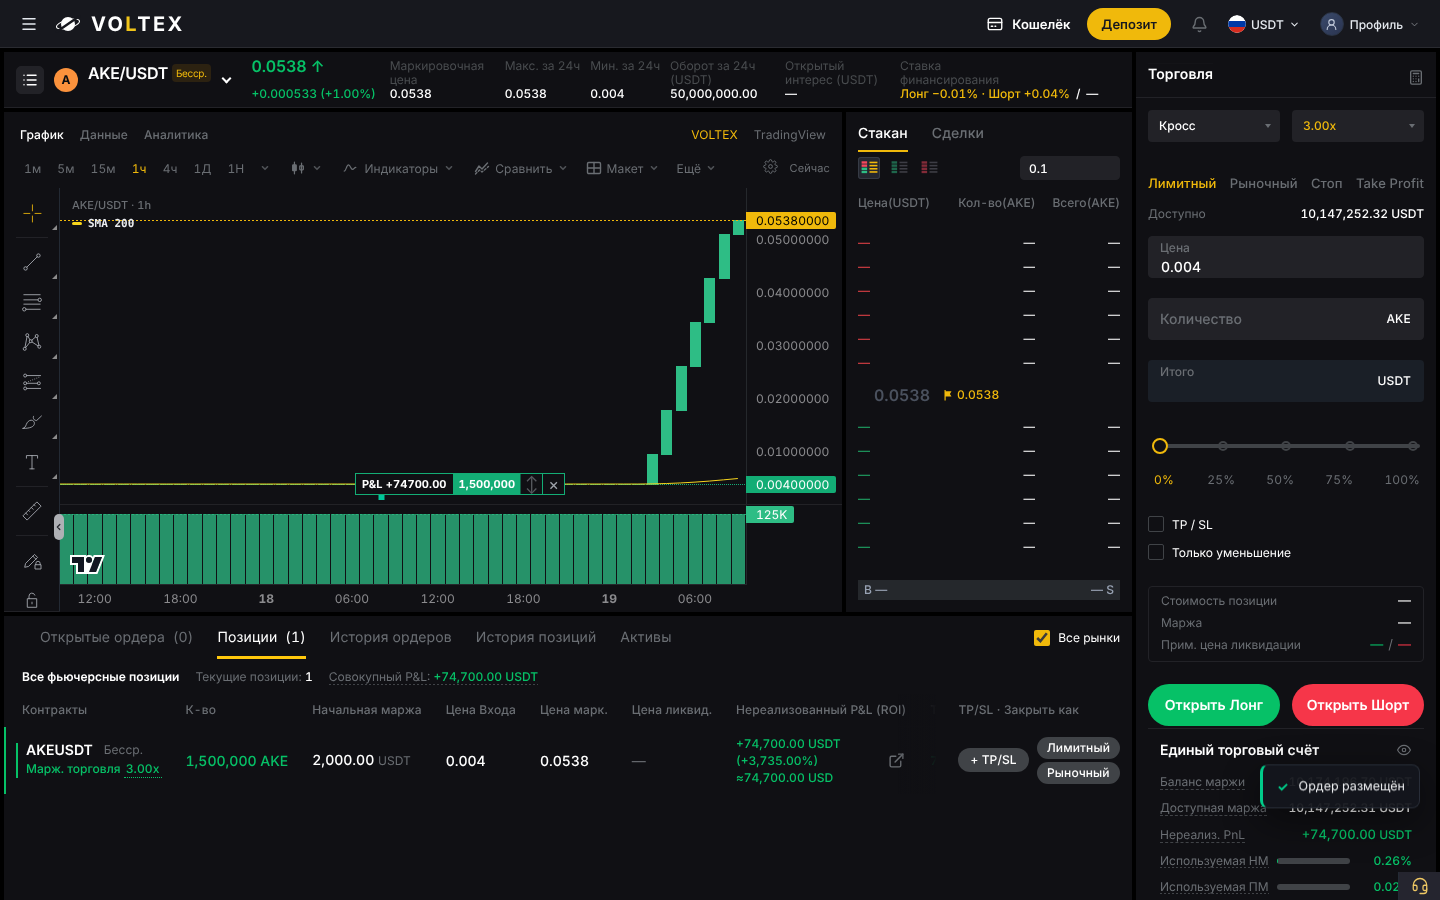 VOLTEX
Кошелёк
Депозит
USDT
Профиль
A
AKE/USDT
Бесср.
0.0538 ↑
+0.000533 (+1.00%)
Маркировочная цена
0.0538
Макс. за 24ч
0.0538
Мин. за 24ч
0.004
Оборот за 24ч (USDT)
50,000,000.00
Открытый интерес (USDT)
—
Ставка финансирования
Лонг −0.01% · Шорт +0.04% / —
График
Данные
Аналитика
VOLTEX
TradingView
1м
5м
15м
1ч
4ч
1Д
1Н
Индикаторы
Сравнить
Макет
Ещё
Сейчас
AKE/USDT · 1h
SMA 200
0.05380000
0.05000000
0.04000000
0.03000000
0.02000000
0.01000000
0.00400000
P&L +74700.00
1,500,000
×
125K
12:00
18:00
18
06:00
12:00
18:00
19
06:00
Стакан
Сделки
0.1
Цена(USDT)
Кол-во(AKE)
Всего(AKE)
— — —
— — —
— — —
— — —
— — —
— — —
0.0538
0.0538
— — —
— — —
— — —
— — —
— — —
— — —
B —
— S
Торговля
Кросс
3.00x
Лимитный
Рыночный
Стоп
Take Profit
Доступно
10,147,252.32 USDT
Цена
0.004
Количество
AKE
Итого
USDT
0%
25%
50%
75%
100%
TP / SL
Только уменьшение
Стоимость позиции
—
Маржа
—
Прим. цена ликвидации
— / —
Открыть Лонг
Открыть Шорт
Единый торговый счёт
Баланс маржи
Ордер размещён
Доступная маржа
10,147,252.31 USDT
Нереализ. PnL
+74,700.00 USDT
Используемая НМ
0.26%
Используемая ПМ
0.02
Открытые ордера (0)
Позиции (1)
История ордеров
История позиций
Активы
Все рынки
Все фьючерсные позиции
Текущие позиции: 1
Совокупный P&L: +74,700.00 USDT
Контракты
К-во
Начальная маржа
Цена Входа
Цена марк.
Цена ликвид.
Нереализованный P&L (ROI)
TP/SL · Закрыть как
AKEUSDT Бесср.
Марж. торговля 3.00x
1,500,000 AKE
2,000.00 USDT
0.004
0.0538
—
+74,700.00 USDT
(+3,735.00%)
≈74,700.00 USD
+ TP/SL
Лимитный
Рыночный